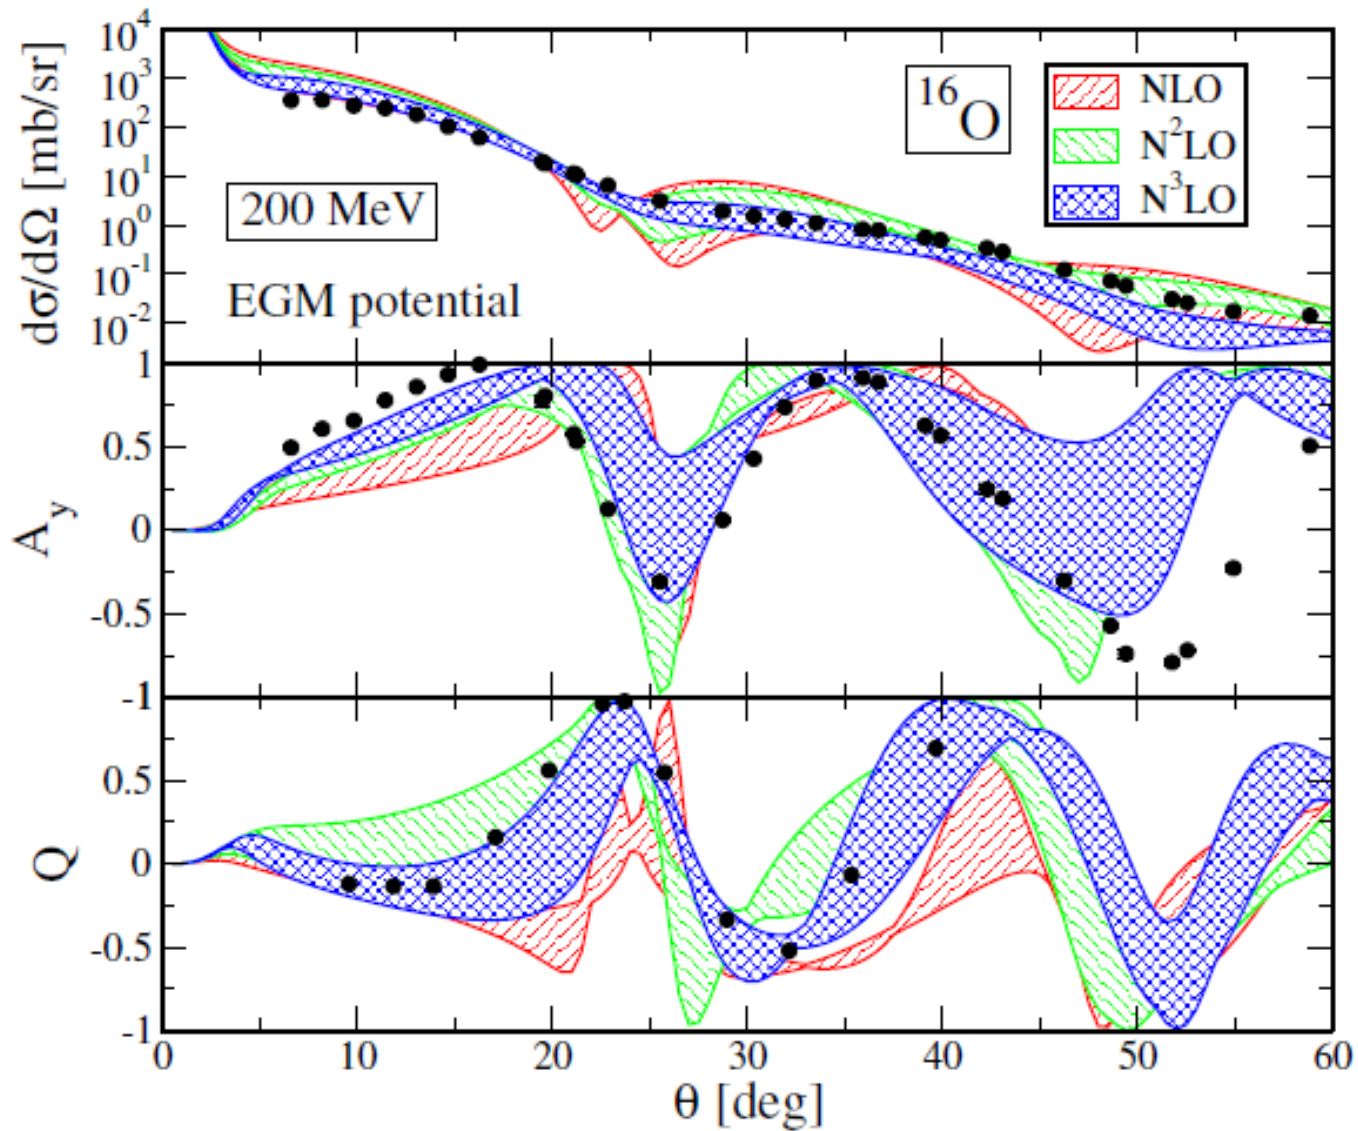 dσ/dΩ [mb/sr]
10^4
10^3
10^2
10^1
10^0
10^-1
10^-2
^16O
NLO
N^2LO
N^3LO
200 MeV
EGM potential
A_y
1
0.5
0
-0.5
-1
Q
1
0.5
0
-0.5
-1
0 10 20 30 40 50 60
θ [deg]